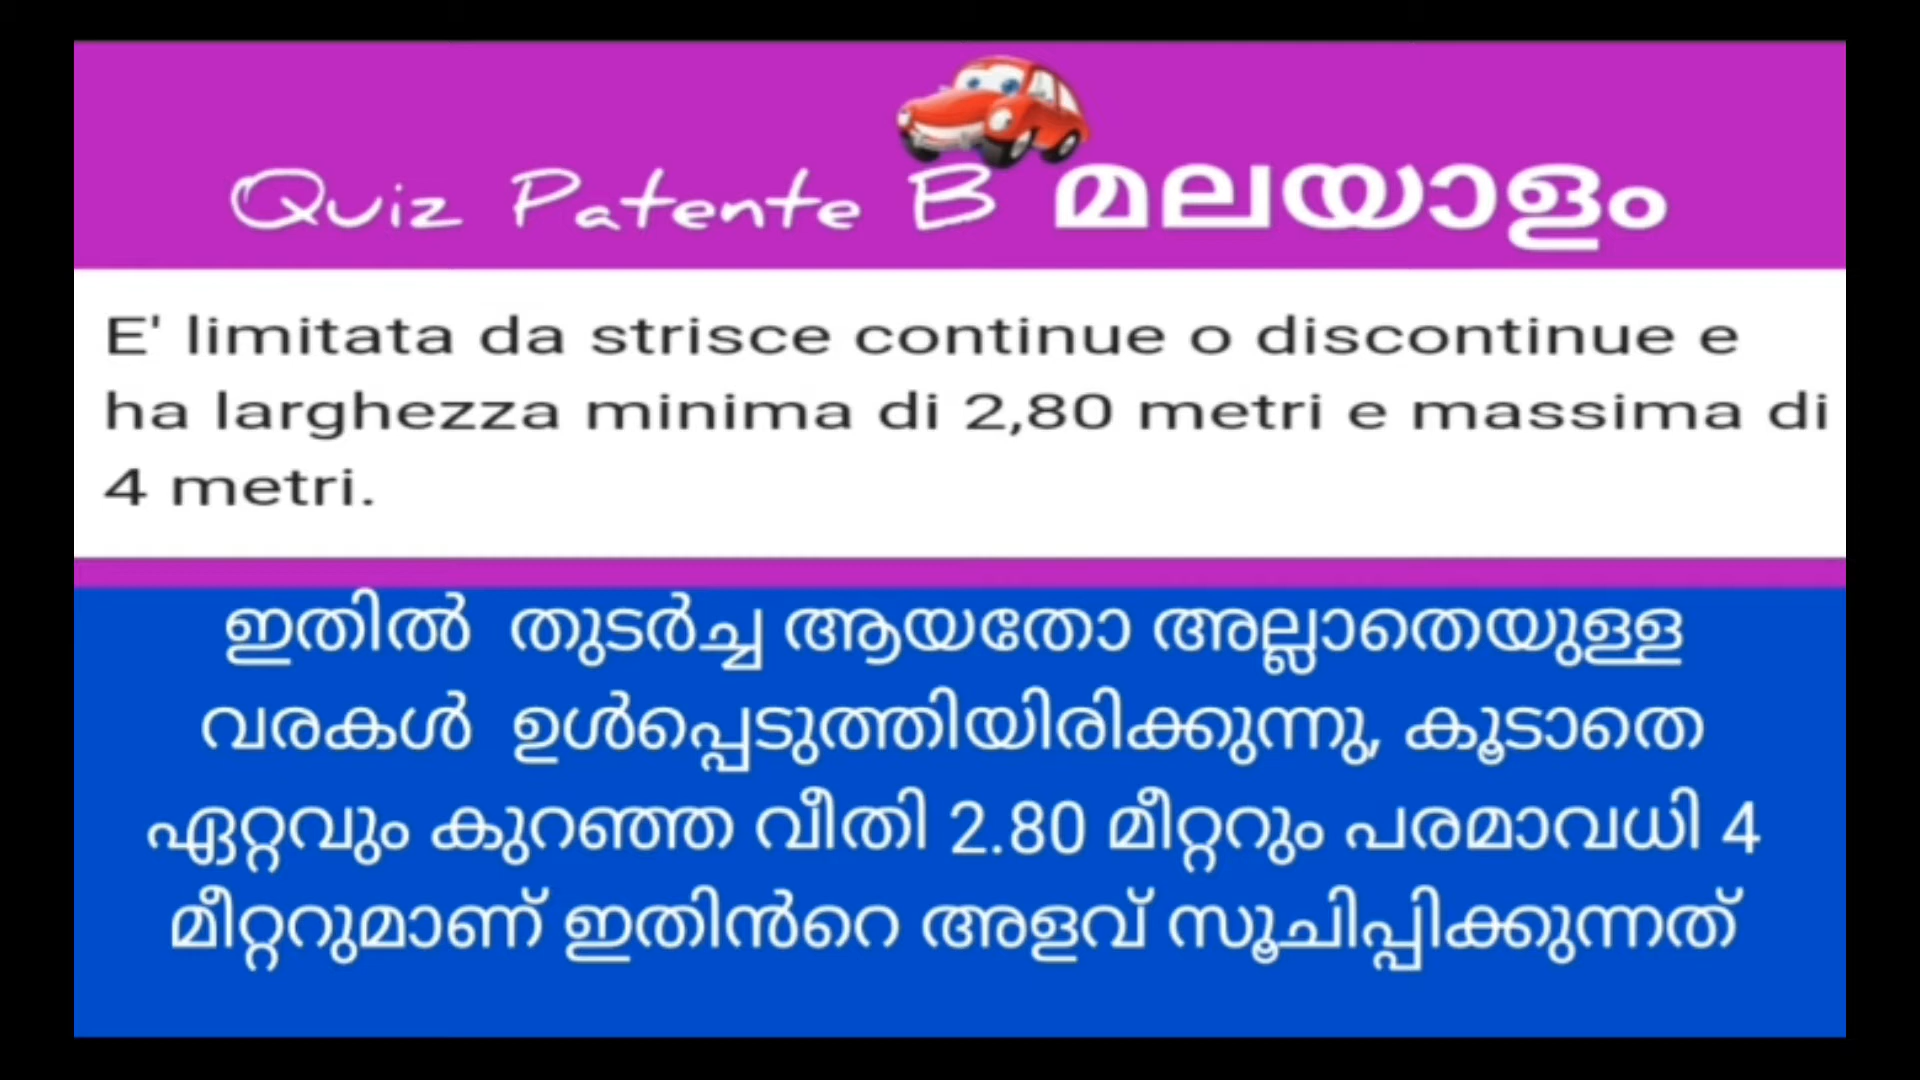 Quiz Patente B മലയാളം
E' limitata da strisce continue o discontinue e
ha larghezza minima di 2,80 metri e massima di
4 metri.
ഇതിൽ തുടർച്ച ആയതോ അല്ലാതെയുള്ള
വരകൾ ഉൾപ്പെടുത്തിയിരിക്കുന്നു, കൂടാതെ
ഏറ്റവും കുറഞ്ഞ വീതി 2.80 മീറ്ററും പരമാവധി 4
മീറ്ററുമാണ് ഇതിൻറെ അളവ് സൂചിപ്പിക്കുന്നത്